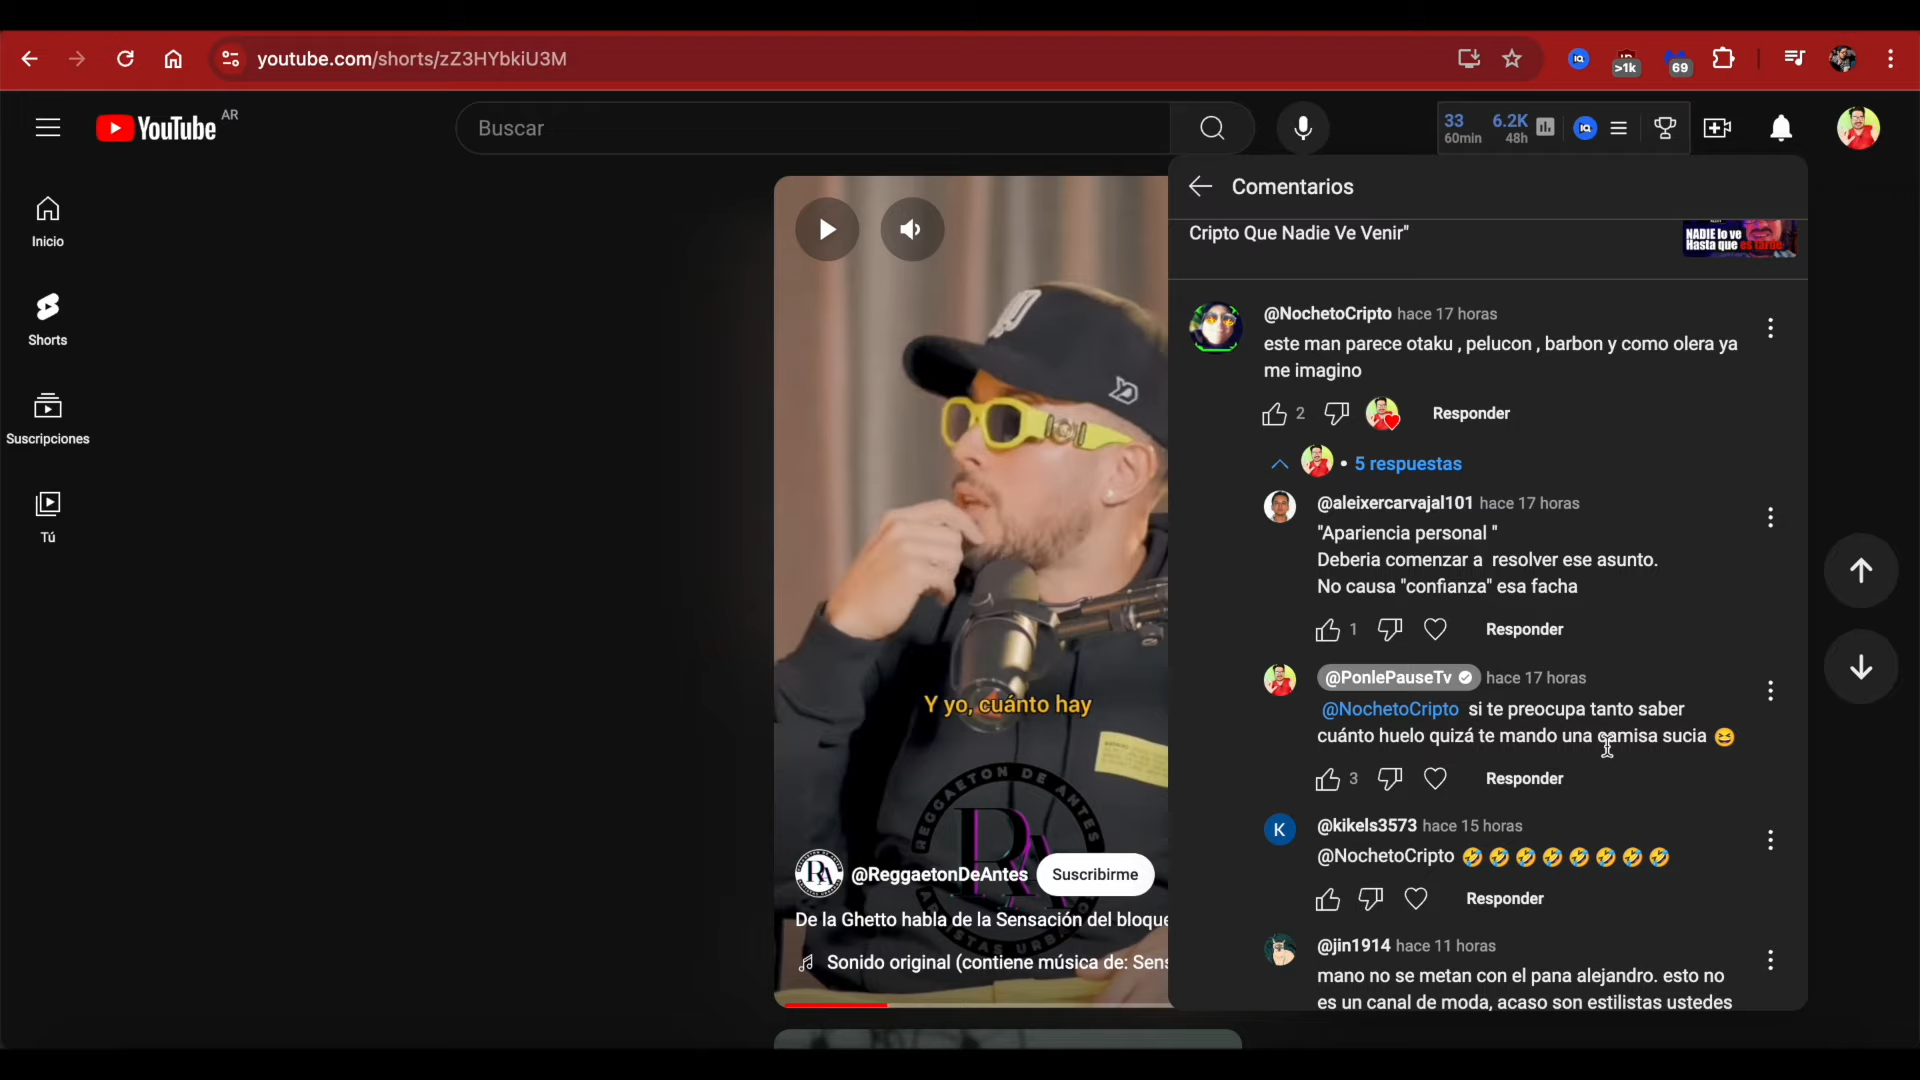 youtube.com/shorts/zZ3HYbkiU3M
>1k
69
YouTube
AR
Buscar
33
60min
6.2K
48h
IQ
Inicio
Shorts
Suscripciones
Tú
Y yo, cuánto hay
REGGAETON DE ANTES
RA
@ReggaetonDeAntes
Suscribirme
De la Ghetto habla de la Sensación del bloque
Sonido original (contiene música de: Sens
Comentarios
Cripto Que Nadie Ve Venir"
NADIE lo ve
Hasta que es tarde
@NochetoCripto hace 17 horas
este man parece otaku , pelucon , barbon y como olera ya
me imagino
2
Responder
• 5 respuestas
@aleixercarvajal101 hace 17 horas
"Apariencia personal "
Deberia comenzar a resolver ese asunto.
No causa "confianza" esa facha
1
Responder
@PonlePauseTv hace 17 horas
@NochetoCripto si te preocupa tanto saber
cuánto huelo quizá te mando una camisa sucia 😆
3
Responder
K
@kikels3573 hace 15 horas
@NochetoCripto 🤣🤣🤣🤣🤣🤣🤣🤣
Responder
@jin1914 hace 11 horas
mano no se metan con el pana alejandro. esto no
es un canal de moda, acaso son estilistas ustedes